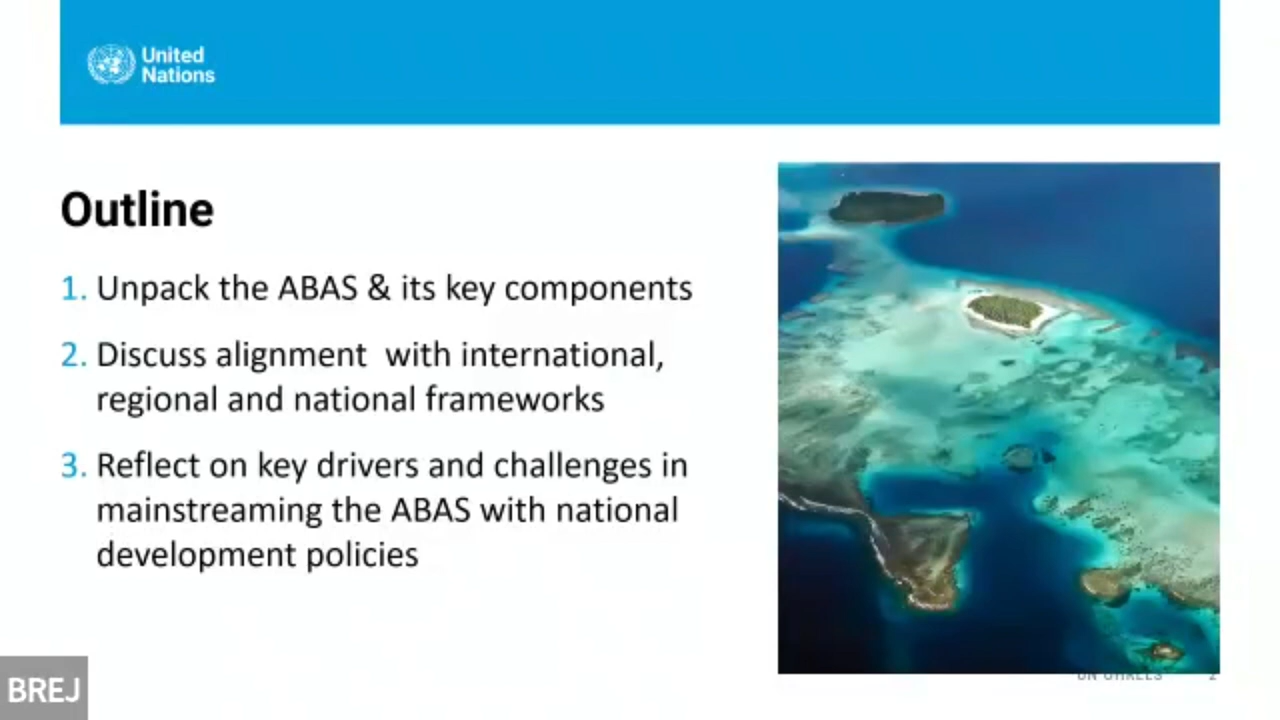 United
Nations
Outline
1. Unpack the ABAS & its key components
2. Discuss alignment with international,
regional and national frameworks
3. Reflect on key drivers and challenges in
mainstreaming the ABAS with national
development policies
BREJ
2